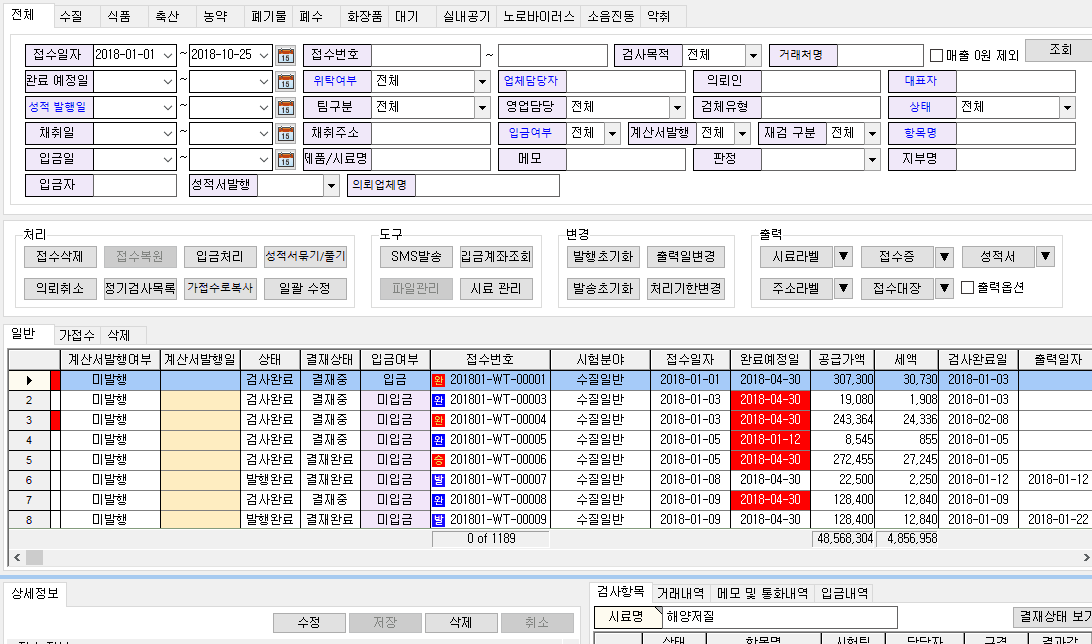 전체 수질 식품 축산 농약 폐기물 폐수 화장품 대기 실내공기 노로바이러스 소음진동 악취
접수일자 2018-01-01 ~ 2018-10-25 15 접수번호 ~ 검사목적 전체 거래처명 매출 0원 제외 조회
완료 예정일 ~ 15 위탁여부 전체 업체담당자 의뢰인 대표자
성적 발행일 ~ 15 팀구분 전체 영업담당 전체 검체유형 상태 전체
채취일 ~ 15 채취주소 입금여부 전체 계산서발행 전체 재검 구분 전체 항목명
입금일 ~ 15 제품/시료명 메모 판정 지부명
입금자 성적서발행 의뢰업체명
처리 도구 변경 출력
접수삭제 접수복원 입금처리 성적서묶기/풀기 SMS발송 입금계좌조회 발행초기화 출력일변경 시료라벨 ▼ 접수증 ▼ 성적서 ▼
의뢰취소 정기검사목록 가접수로복사 일괄 수정 파일관리 시료 관리 발송초기화 처리기한변경 주소라벨 ▼ 접수대장 ▼ 출력옵션
일반 가접수 삭제
계산서발행여부 계산서발행일 상태 결재상태 입금여부 접수번호 시험분야 접수일자 완료예정일 공급가액 세액 검사완료일 출력일자
미발행 검사완료 결재중 입금 완 201801-WT-00001 수질일반 2018-01-01 2018-04-30 307,300 30,730 2018-01-03
2 미발행 검사완료 결재중 미입금 완 201801-WT-00003 수질일반 2018-01-03 2018-04-30 19,080 1,908 2018-01-03
3 미발행 검사완료 결재중 미입금 완 201801-WT-00004 수질일반 2018-01-03 2018-04-30 243,364 24,336 2018-02-08
4 미발행 검사완료 결재중 미입금 완 201801-WT-00005 수질일반 2018-01-05 2018-01-12 8,545 855 2018-01-05
5 미발행 검사완료 결재완료 미입금 승 201801-WT-00006 수질일반 2018-01-05 2018-04-30 272,455 27,245 2018-01-05
6 미발행 발행완료 결재완료 미입금 발 201801-WT-00007 수질일반 2018-01-08 2018-04-30 22,500 2,250 2018-01-12 2018-01-12
7 미발행 검사완료 결재중 미입금 완 201801-WT-00008 수질일반 2018-01-09 2018-04-30 128,400 12,840 2018-01-09
8 미발행 발행완료 결재완료 미입금 발 201801-WT-00009 수질일반 2018-01-09 2018-04-30 128,400 12,840 2018-01-09 2018-01-22
0 of 1189 48,568,304 4,856,958
상세정보 검사항목 거래내역 메모 및 통화내역 입금내역
수정 저장 삭제 취소 시료명 해양저질 결재상태 보기
상태 항목명 시험팀 담당자 규격 결과값